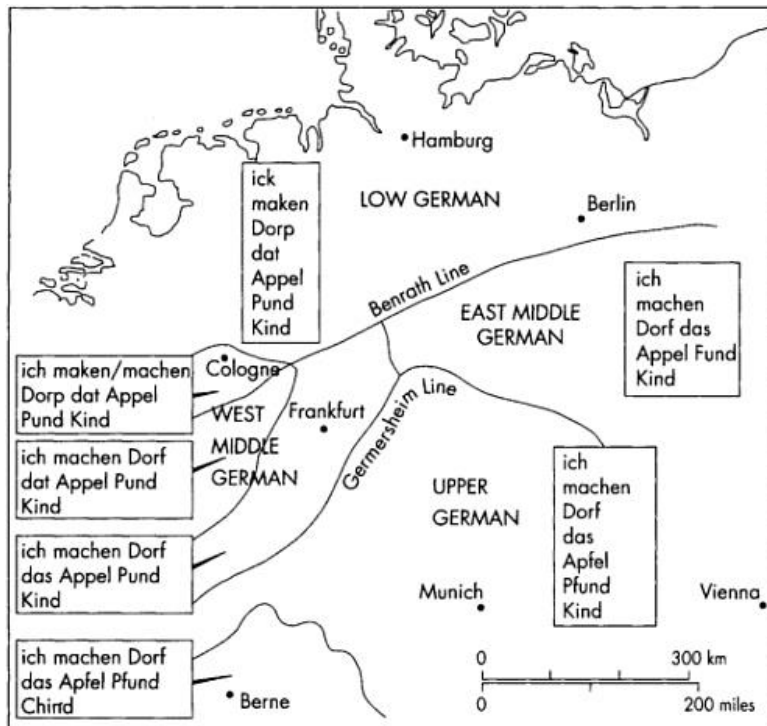 Hamburg
LOW GERMAN
Berlin
ick
maken
Dorp
dat
Appel
Pund
Kind
Benrath Line
EAST MIDDLE
GERMAN
ich
machen
Dorf das
Appel Fund
Kind
ich maken/machen
Dorp dat Appel
Pund Kind
Cologne
WEST
MIDDLE
GERMAN
Frankfurt
Germersheim Line
ich machen Dorf
dat Appel Pund
Kind
UPPER
GERMAN
ich
machen
Dorf
das
Apfel
Pfund
Kind
ich machen Dorf
das Appel Pund
Kind
Munich
Vienna
ich machen Dorf
das Apfel Pfund
Chind
Berne
0 300 km
0 200 miles